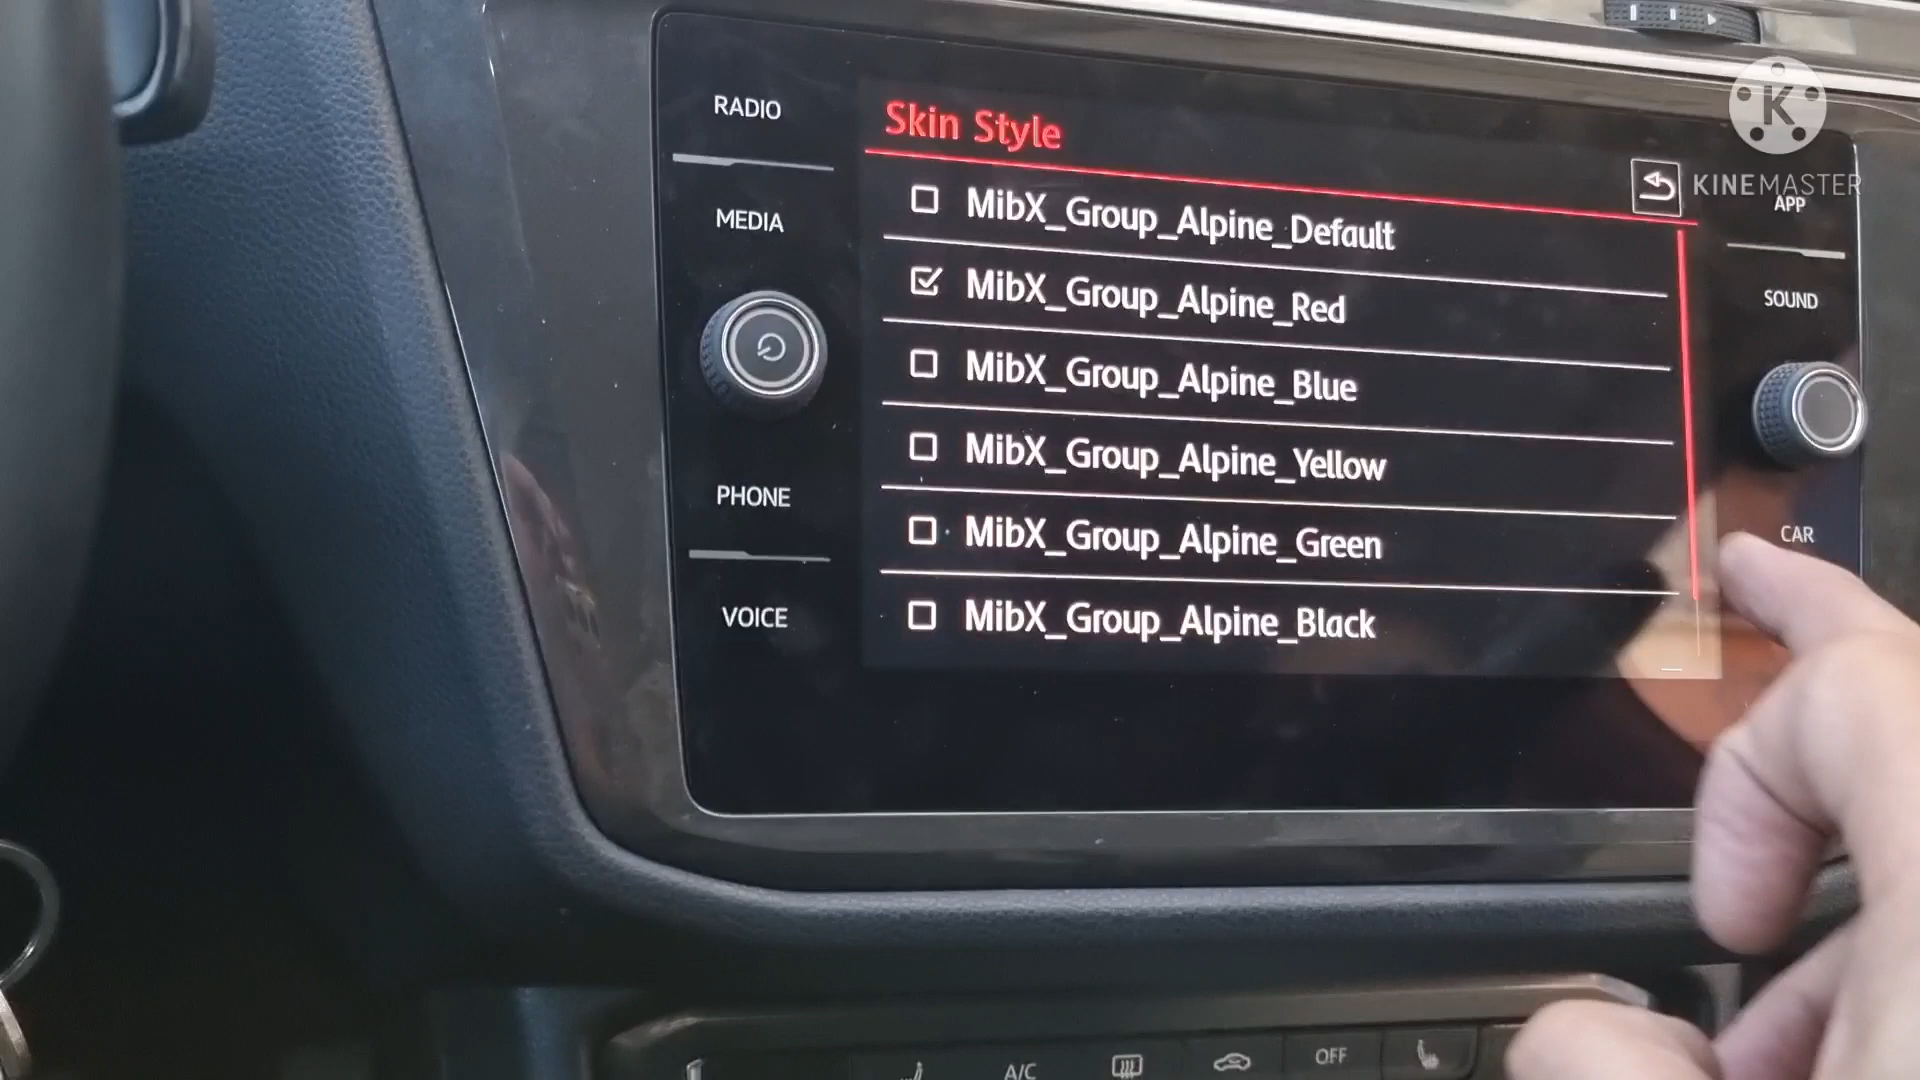 RADIO
MEDIA
PHONE
VOICE
Skin Style
MibX_Group_Alpine_Default
MibX_Group_Alpine_Red
MibX_Group_Alpine_Blue
MibX_Group_Alpine_Yellow
MibX_Group_Alpine_Green
MibX_Group_Alpine_Black
K
KINEMASTER
APP
SOUND
CAR
A/C
OFF